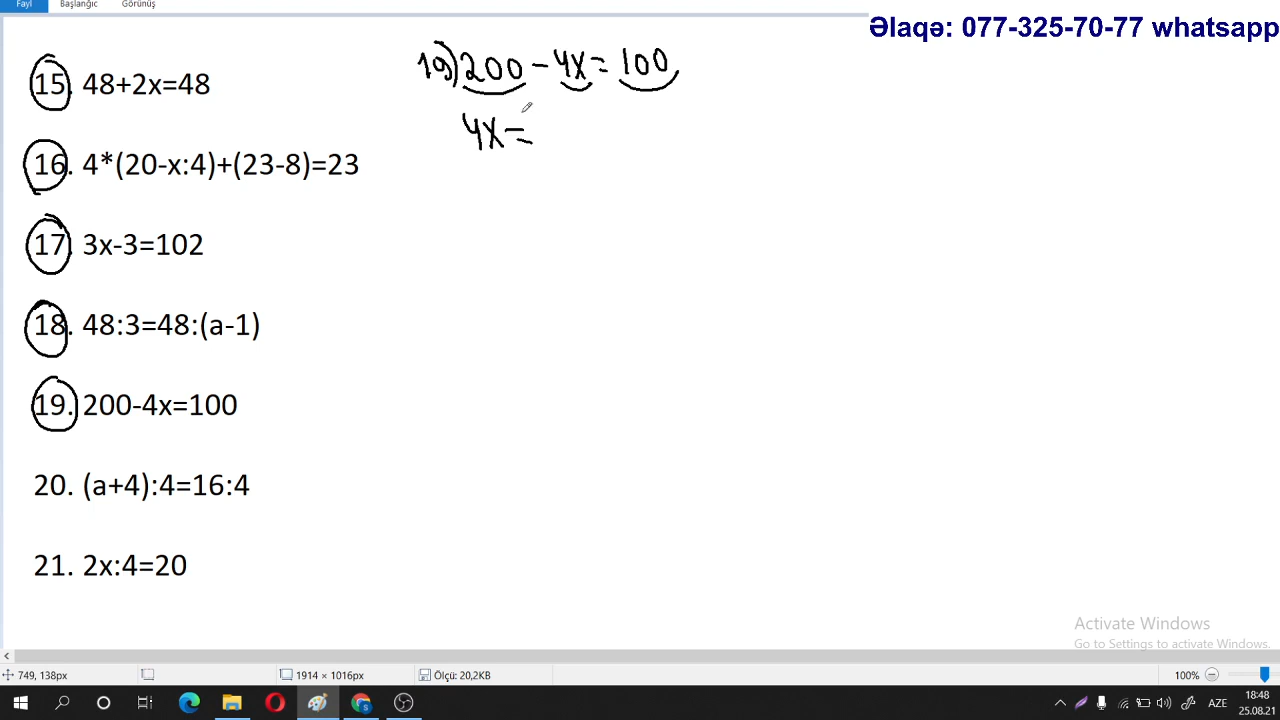 Fayl Başlanğıc Görünüş
Əlaqə: 077-325-70-77 whatsapp
15. 48+2x=48
16. 4*(20-x:4)+(23-8)=23
17. 3x-3=102
18. 48:3=48:(a-1)
19. 200-4x=100
20. (a+4):4=16:4
21. 2x:4=20
19) 200 - 4x = 100
4x =
Activate Windows
Go to Settings to activate Windows.
749, 138px 1914 × 1016px Ölçü: 20,2KB 100%
AZE 18:48
25.08.21